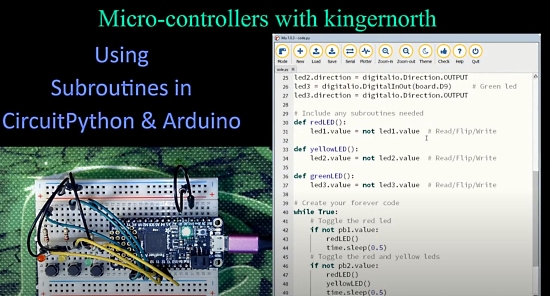 Micro-controllers with kingernorth
Using
Subroutines in
CircuitPython & Arduino
Mode New Load Save Serial Plotter Zoom-in Zoom-out Theme Check Help Quit
25 led2.direction = digitalio.Direction.OUTPUT
26 led3 = digitalio.DigitalInOut(board.D9) # Green led
27 led3.direction = digitalio.Direction.OUTPUT
28
29 # Include any subroutines needed
30 def redLED():
31 led1.value = not led1.value # Read/Flip/Write
32
33 def yellowLED():
34 led2.value = not led2.value # Read/Flip/Write
35
36 def greenLED():
37 led3.value = not led3.value # Read/Flip/Write
38
39 # Create your forever code
40 while True:
41 # Toggle the red led
42 if not pb1.value:
43 redLED()
44 time.sleep(0.5)
45 # Toggle the red and yellow leds
46 if not pb2.value:
47 redLED()
48 yellowLED()
49 time.sleep(0.5)